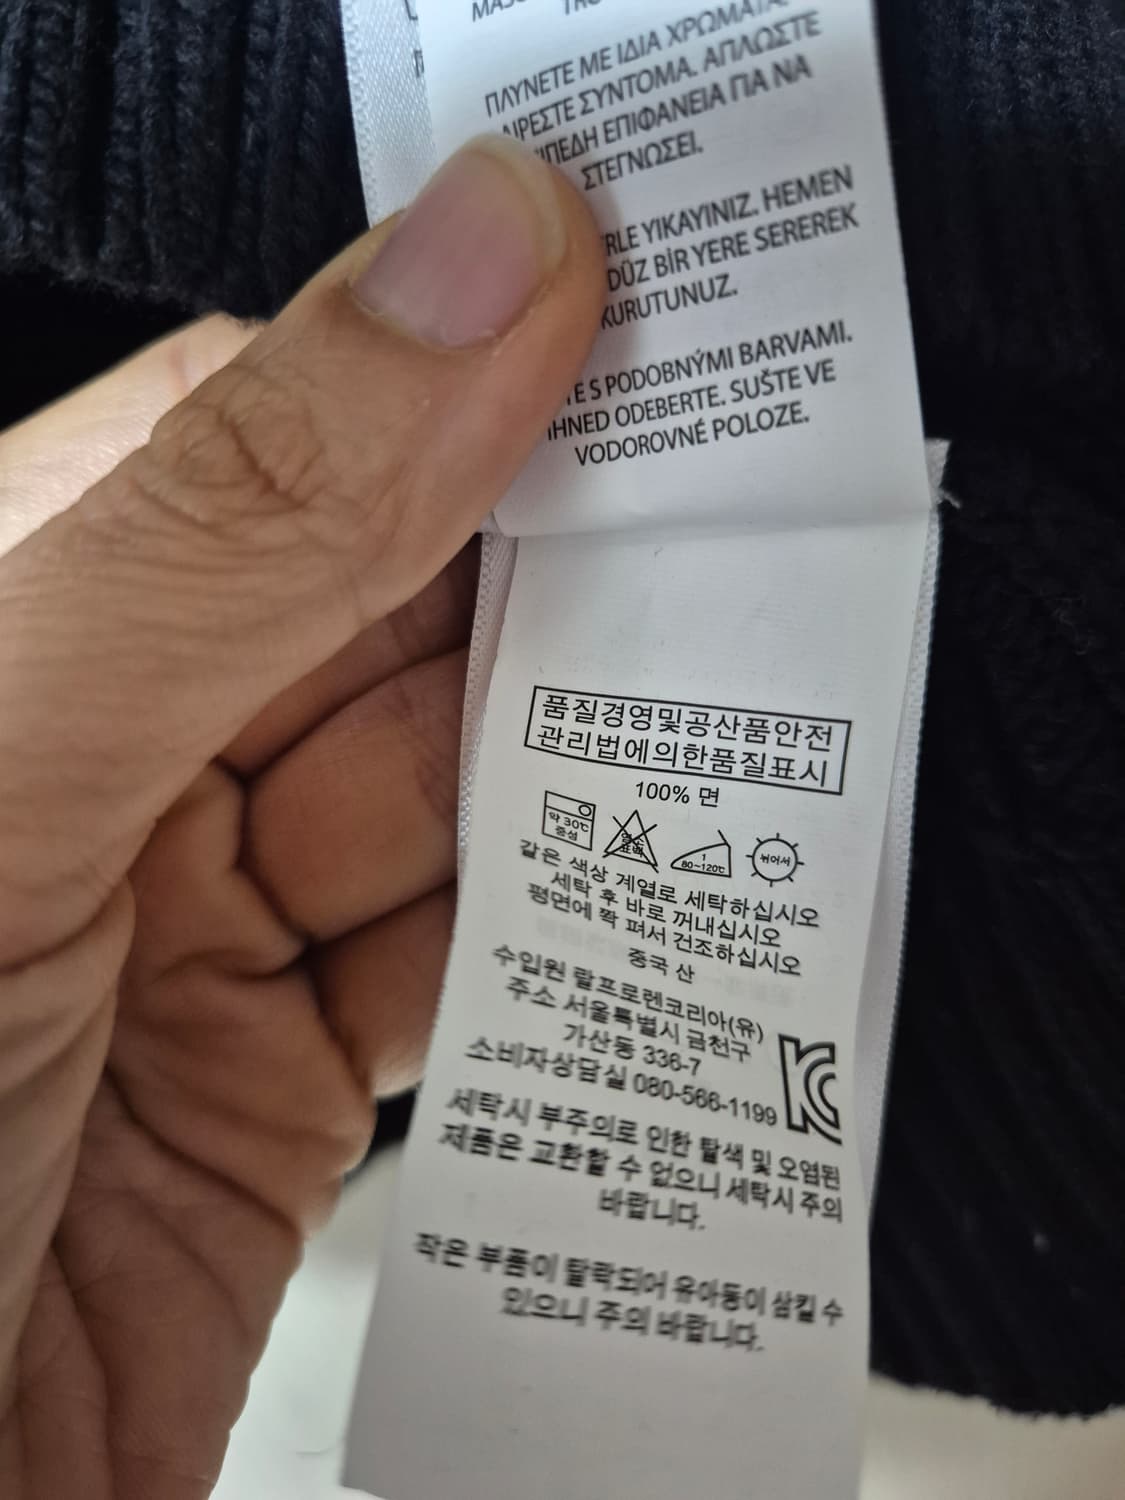 ΠΛΥΝΕΤΕ ΜΕ ΙΔΙΑ ΧΡΩΜΑΤΑ.
ΣΥΝΤΟΜΑ. ΑΠΛΩΣΤΕ
ΕΠΙΦΑΝΕΙΑ ΓΙΑ ΝΑ
ΣΤΕΓΝΩΣΕΙ.
YIKAYINIZ. HEMEN
DÜZ BİR YERE SEREREK
KURUTUNUZ.
S PODOBNÝMI BARVAMI.
IHNED ODEBERTE. SUŠTE VE
VODOROVNÉ POLOZE.
품질경영및공산품안전
관리법에의한품질표시
100% 면
약 30℃
중성
염소
표백
1
80~120℃
뉘어서
같은 색상 계열로 세탁하십시오
세탁 후 바로 꺼내십시오
평면에 쫙 펴서 건조하십시오
중국 산
수입원 랄프로렌코리아(유)
주소 서울특별시 금천구
가산동 336-7
소비자상담실 080-566-1199
세탁시 부주의로 인한 탈색 및 오염된
제품은 교환할 수 없으니 세탁시 주의
바랍니다.
작은 부품이 탈락되어 유아동이 삼킬 수
있으니 주의 바랍니다.